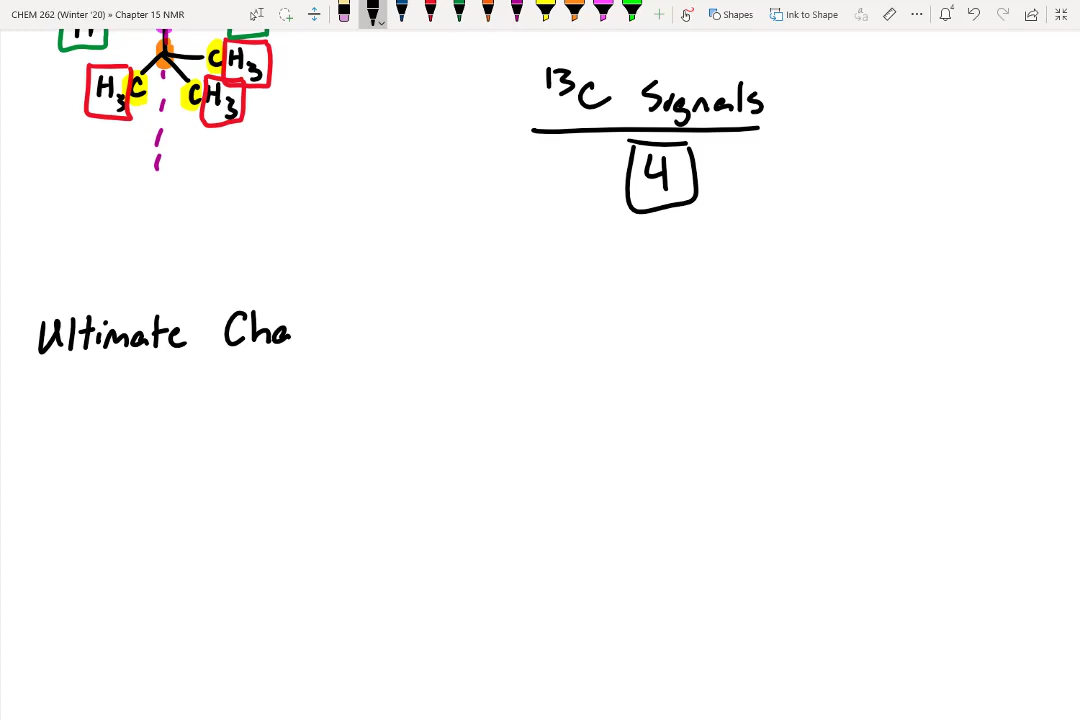 CHEM 262 (Winter '20) » Chapter 15 NMR
Shapes
Ink to Shape
4
H
CH3
H3C
CH3
13C Signals
4
Ultimate Cha